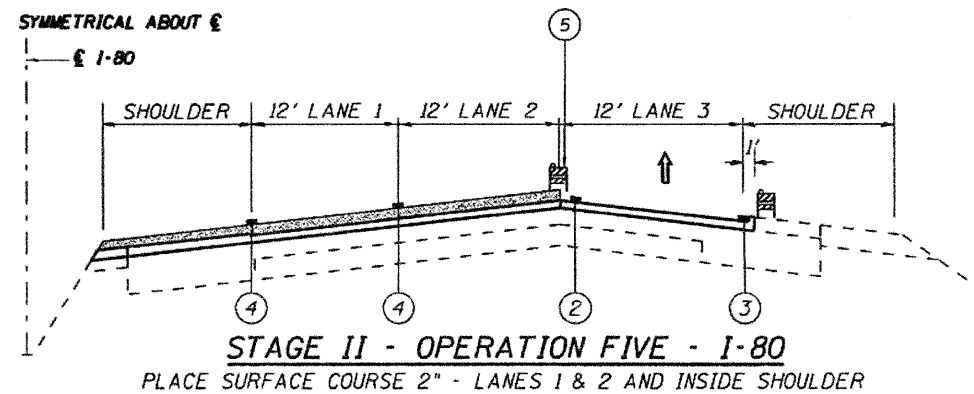 SYMMETRICAL ABOUT ℄
℄ I-80
5
SHOULDER 12' LANE 1 12' LANE 2 12' LANE 3 SHOULDER
1'
4 4 2 3
STAGE II - OPERATION FIVE - I-80
PLACE SURFACE COURSE 2" - LANES 1 & 2 AND INSIDE SHOULDER